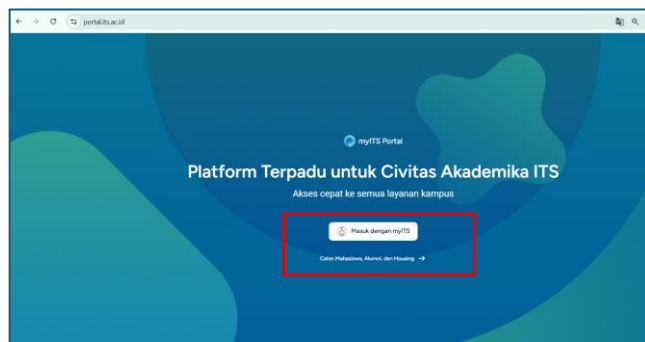 portal.its.ac.id
myITS Portal
Platform Terpadu untuk Civitas Akademika ITS
Akses cepat ke semua layanan kampus
Masuk dengan myITS
Calon Mahasiswa, Alumni, dan Housing →